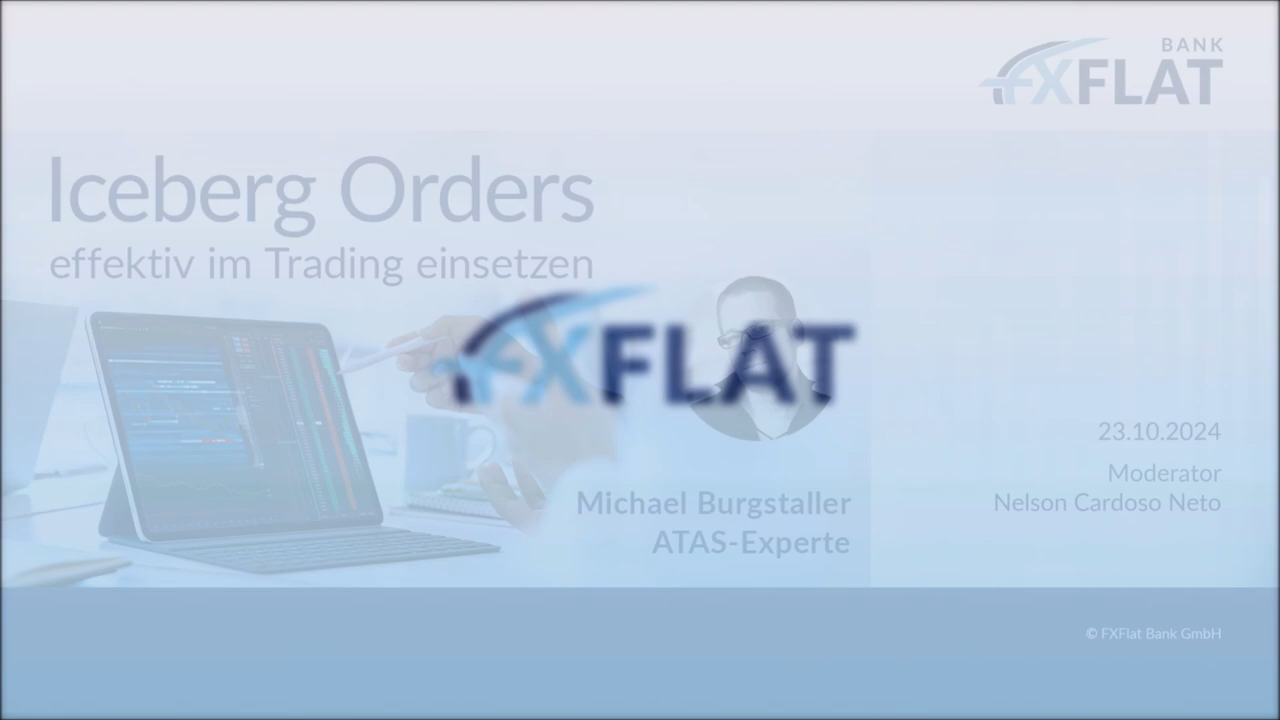 BANK
FXFLAT
Iceberg Orders
effektiv im Trading einsetzen
FXFLAT
23.10.2024
Moderator
Nelson Cardoso Neto
Michael Burgstaller
ATAS-Experte
© FXFlat Bank GmbH